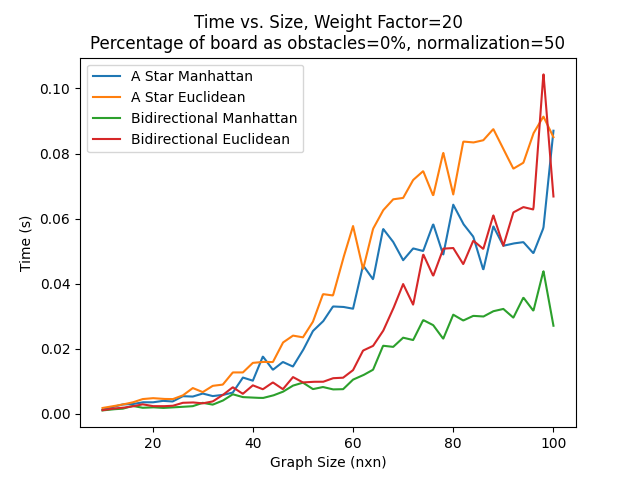 Time vs. Size, Weight Factor=20
Percentage of board as obstacles=0%, normalization=50
A Star Manhattan
A Star Euclidean
Bidirectional Manhattan
Bidirectional Euclidean
0.10
0.08
0.06
0.04
0.02
0.00
Time (s)
20 40 60 80 100
Graph Size (nxn)